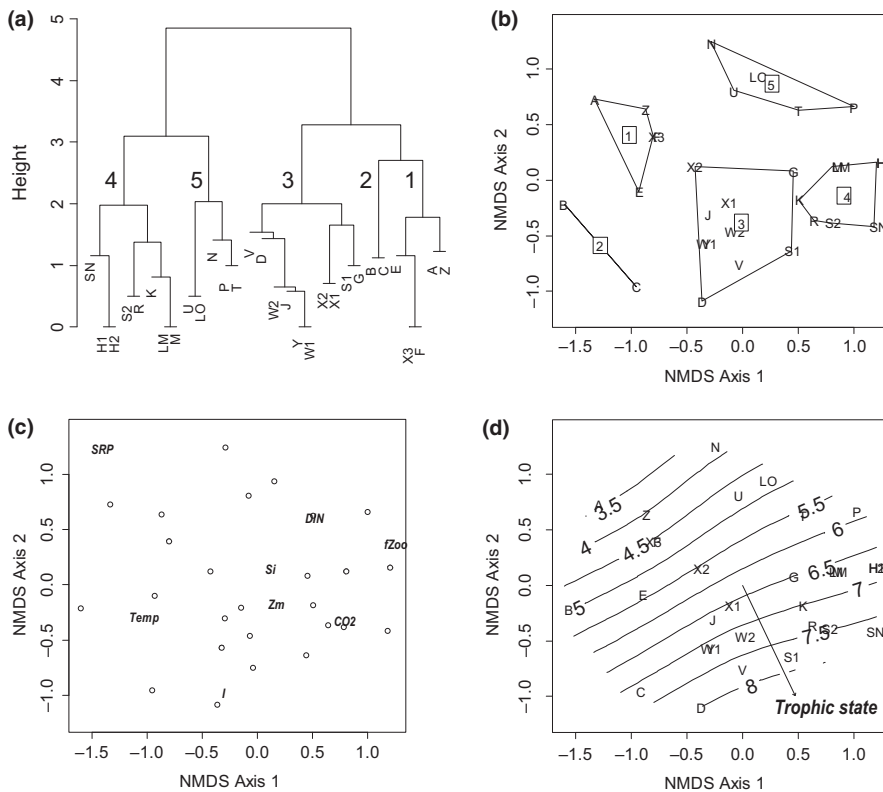 (a)
5
4
3
2
1
0
Height
4
5
3
2
1
SN
H1
H2
S2
R
K
LM
M
U
LO
N
P
T
V
D
W2
J
Y
W1
X2
X1
S1
G
B
C
E
X3
F
A
Z
(b)
1.0
0.5
0.0
−0.5
−1.0
NMDS Axis 2
N
LO
5
U
T
P
A
Z
X3
1
E
X2
G
X1
J
3
W2
W1
V
S1
D
B
2
C
LM
K
4
R
S2
SN
−1.5
−1.0
−0.5
0.0
0.5
1.0
NMDS Axis 1
(c)
1.0
0.5
0.0
−0.5
−1.0
NMDS Axis 2
SRP
DIN
fZoo
Si
Zm
Temp
CO2
I
−1.5
−1.0
−0.5
0.0
0.5
1.0
NMDS Axis 1
(d)
1.0
0.5
0.0
−0.5
−1.0
NMDS Axis 2
N
LO
A
3.5
Z
U
5.5
P
4
4.5
X3
6
X2
6.5
G
LM
H2
B
5
E
X1
K
7
J
R
S2
SN
7.5
W1
W2
V
S1
C
D
8
Trophic state
−1.5
−1.0
−0.5
0.0
0.5
1.0
NMDS Axis 1